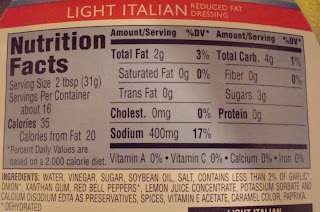 LIGHT ITALIAN REDUCED FAT DRESSING
Nutrition Facts
Serving Size 2 tbsp (31g)
Servings Per Container about 16
Calories 35
Calories from Fat 20
*Percent Daily Values are based on a 2,000 calorie diet.
Amount/Serving %DV*
Total Fat 2g 3%
Saturated Fat 0g 0%
Trans Fat 0g
Cholest. 0mg 0%
Sodium 400mg 17%
Amount/Serving %DV*
Total Carb. 4g 1%
Fiber 0g 0%
Sugars 3g
Protein 0g
Vitamin A 0% • Vitamin C 0% • Calcium 0% • Iron 0%
INGREDIENTS: WATER, VINEGAR, SUGAR, SOYBEAN OIL, SALT, CONTAINS LESS THAN 2% OF GARLIC*,
ONION*, XANTHAN GUM, RED BELL PEPPERS*, LEMON JUICE CONCENTRATE, POTASSIUM SORBATE AND
CALCIUM DISODIUM EDTA AS PRESERVATIVES, SPICES, VITAMIN E ACETATE, CARAMEL COLOR, PAPRIKA.
*DEHYDRATED
LIGHT ITALIAN